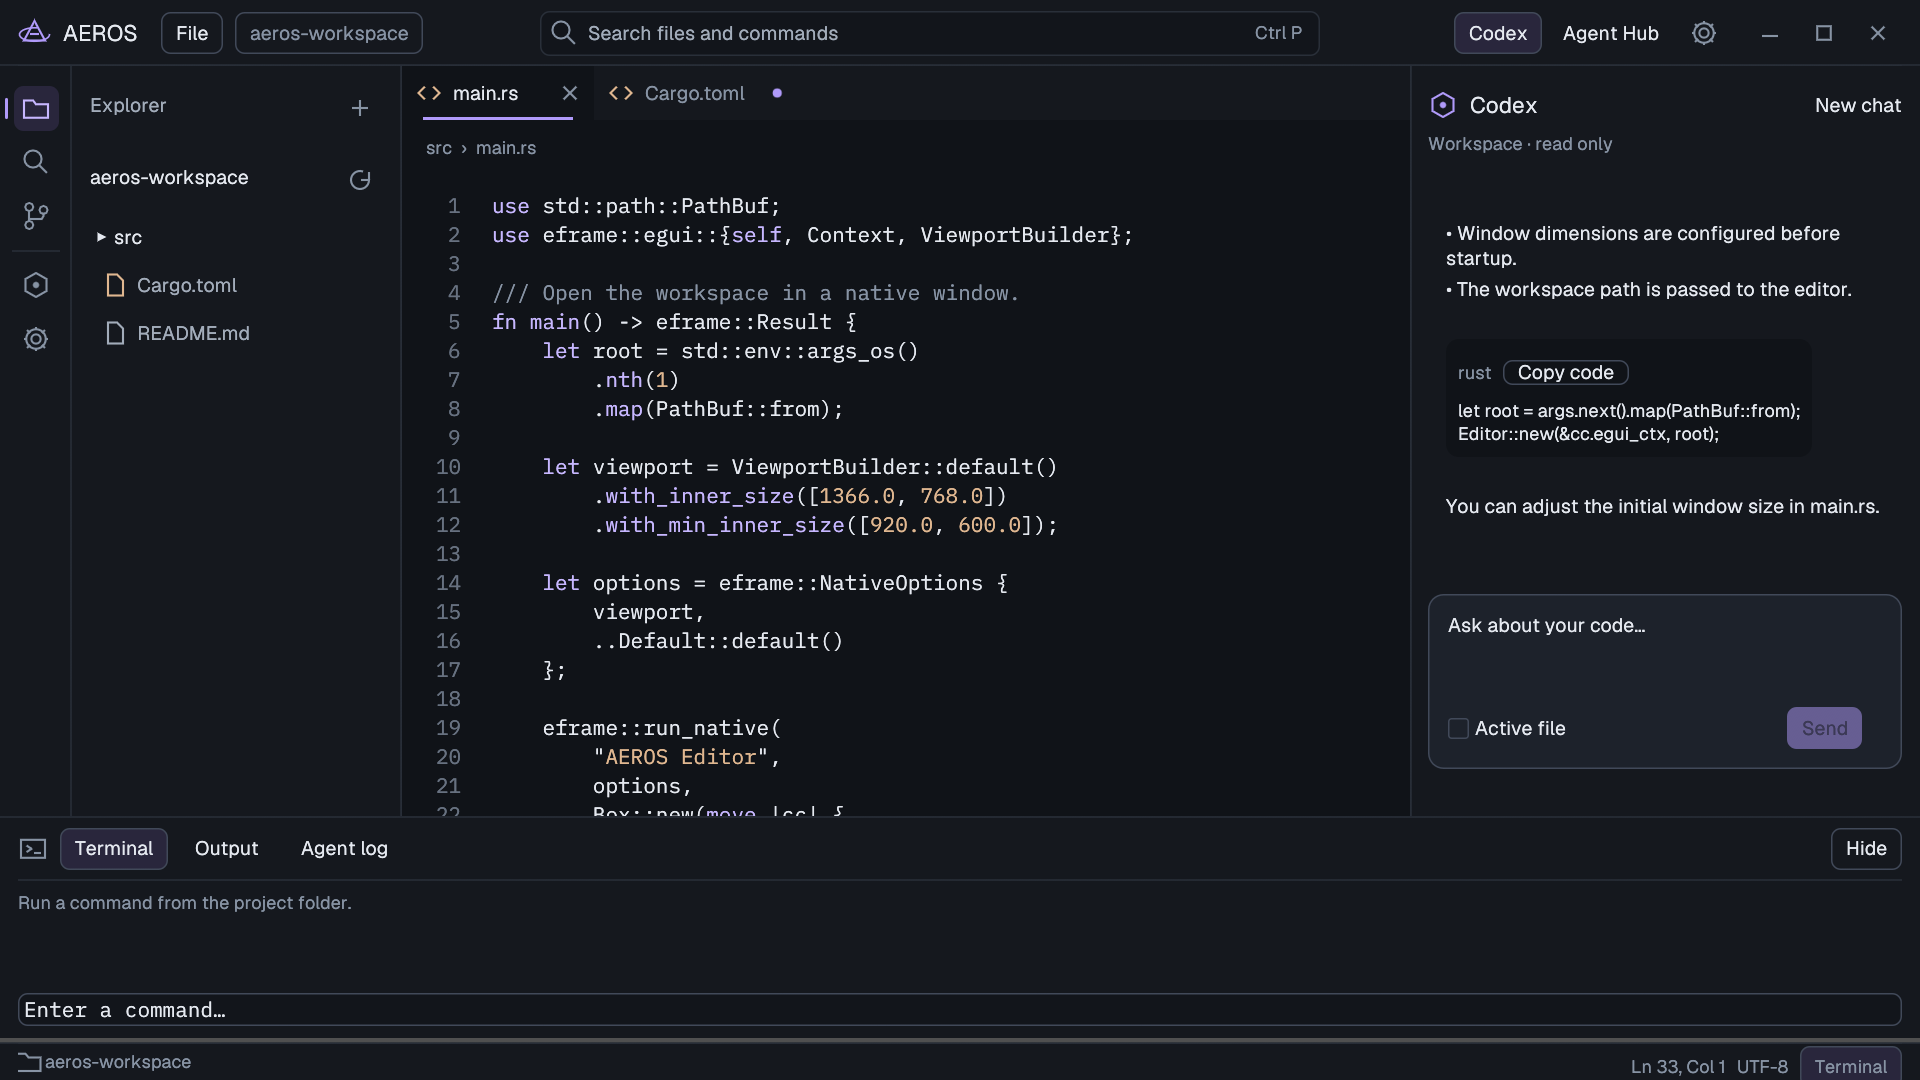 AEROS
File
aeros-workspace
Search files and commands
Ctrl P
Codex
Agent Hub
Explorer
aeros-workspace
src
Cargo.toml
README.md
main.rs
Cargo.toml
src › main.rs
1 use std::path::PathBuf;
2 use eframe::egui::{self, Context, ViewportBuilder};
3
4 /// Open the workspace in a native window.
5 fn main() -> eframe::Result {
6     let root = std::env::args_os()
7         .nth(1)
8         .map(PathBuf::from);
9
10     let viewport = ViewportBuilder::default()
11         .with_inner_size([1366.0, 768.0])
12         .with_min_inner_size([920.0, 600.0]);
13
14     let options = eframe::NativeOptions {
15         viewport,
16         ..Default::default()
17     };
18
19     eframe::run_native(
20         "AEROS Editor",
21         options,
22         Box::new(move |cc| {
Codex
New chat
Workspace · read only
• Window dimensions are configured before
startup.
• The workspace path is passed to the editor.
rust
Copy code
let root = args.next().map(PathBuf::from);
Editor::new(&cc.egui_ctx, root);
You can adjust the initial window size in main.rs.
Ask about your code…
Active file
Send
Terminal
Output
Agent log
Hide
Run a command from the project folder.
Enter a command…
aeros-workspace
Ln 33, Col 1
UTF-8
Terminal